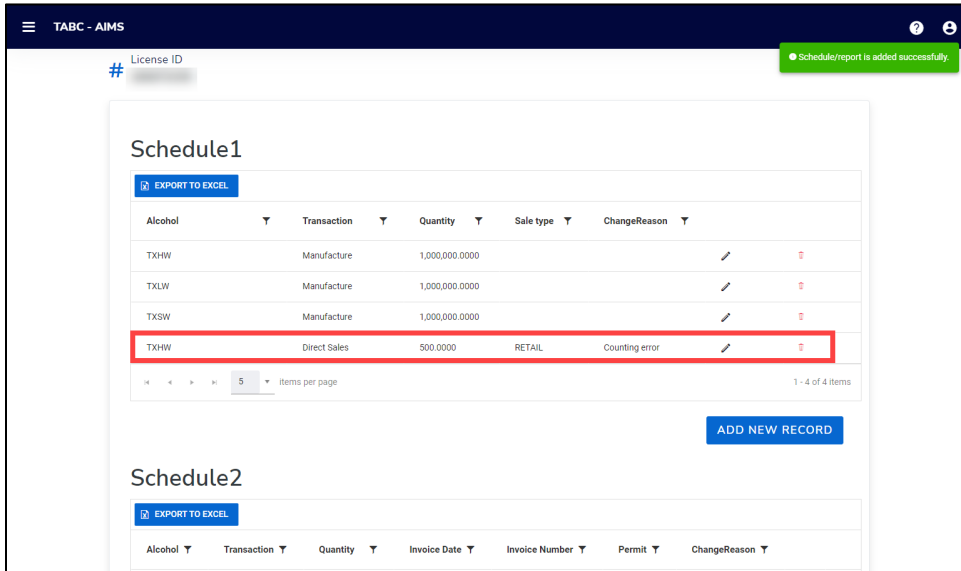 TABC - AIMS
License ID
Schedule/report is added successfully.
Schedule1
EXPORT TO EXCEL
Alcohol Transaction Quantity Sale type ChangeReason
TXHW Manufacture 1,000,000.0000
TXLW Manufacture 1,000,000.0000
TXSW Manufacture 1,000,000.0000
TXHW Direct Sales 500.0000 RETAIL Counting error
5 items per page 1 - 4 of 4 items
ADD NEW RECORD
Schedule2
EXPORT TO EXCEL
Alcohol Transaction Quantity Invoice Date Invoice Number Permit ChangeReason